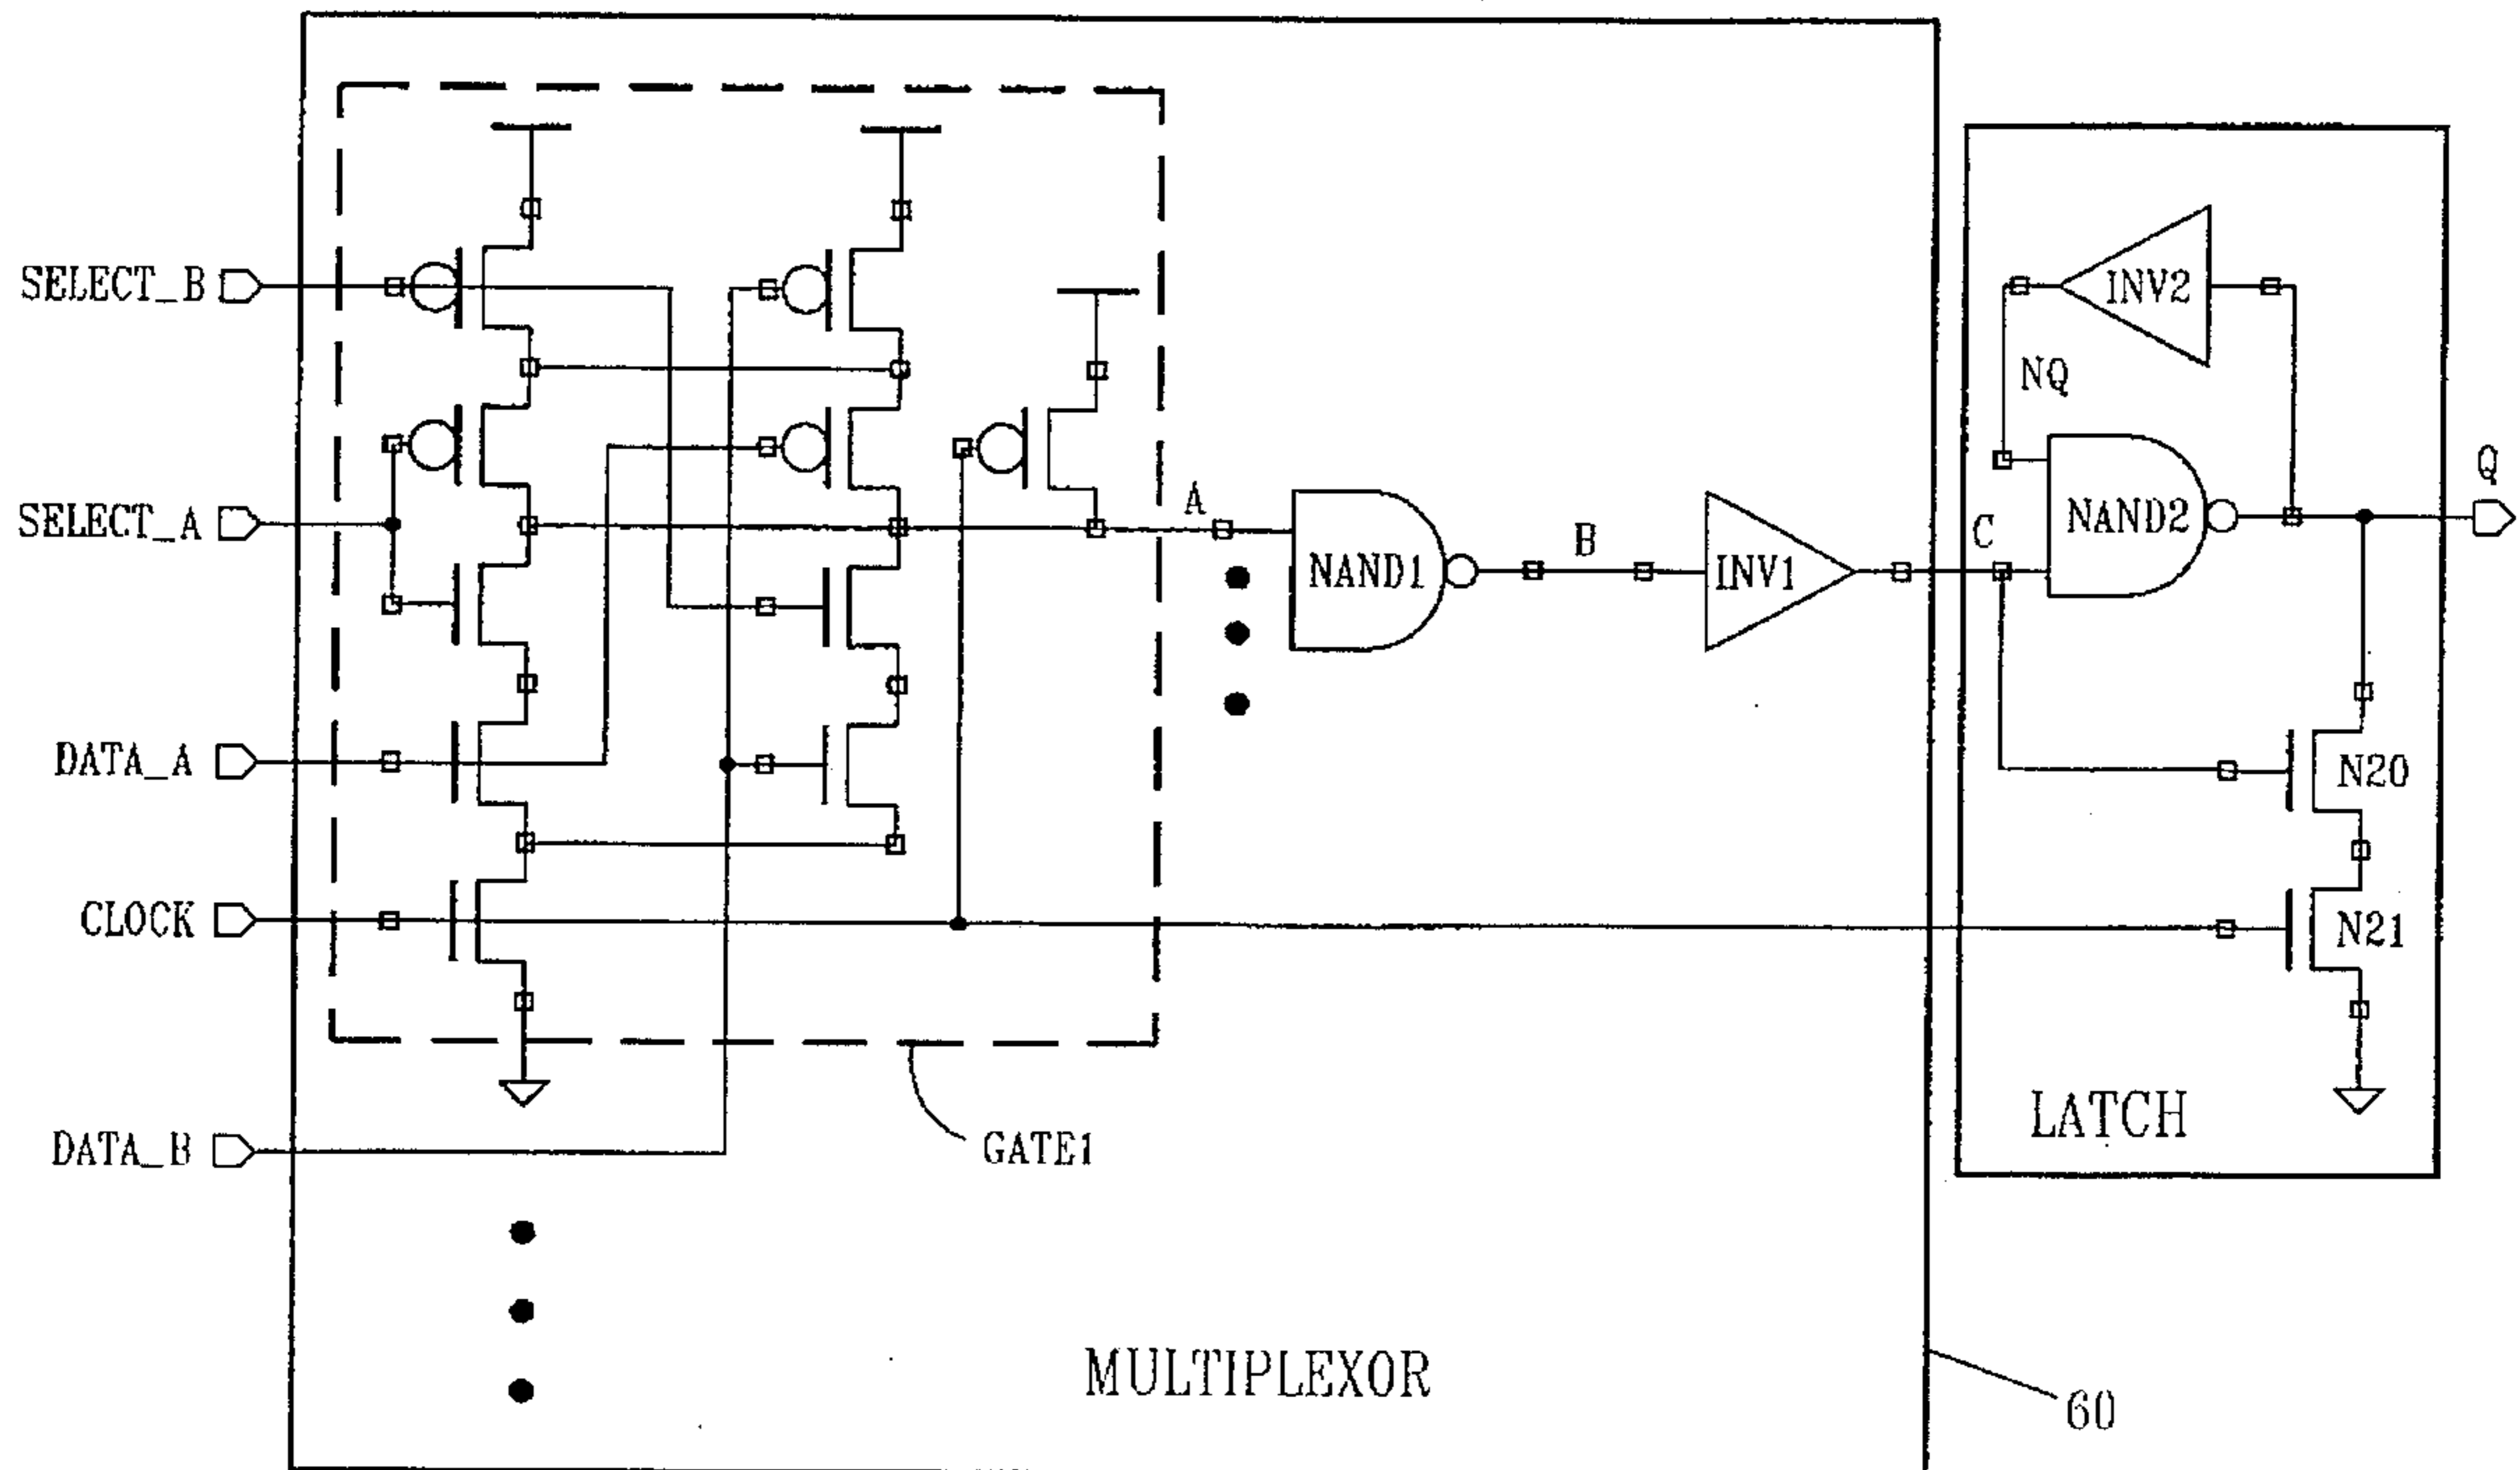 SELECT_B
SELECT_A
DATA_A
CLOCK
DATA_B
GATE1
A
NAND1
B
INV1
MULTIPLEXOR
60
INV2
NQ
C
NAND2
Q
N20
N21
LATCH